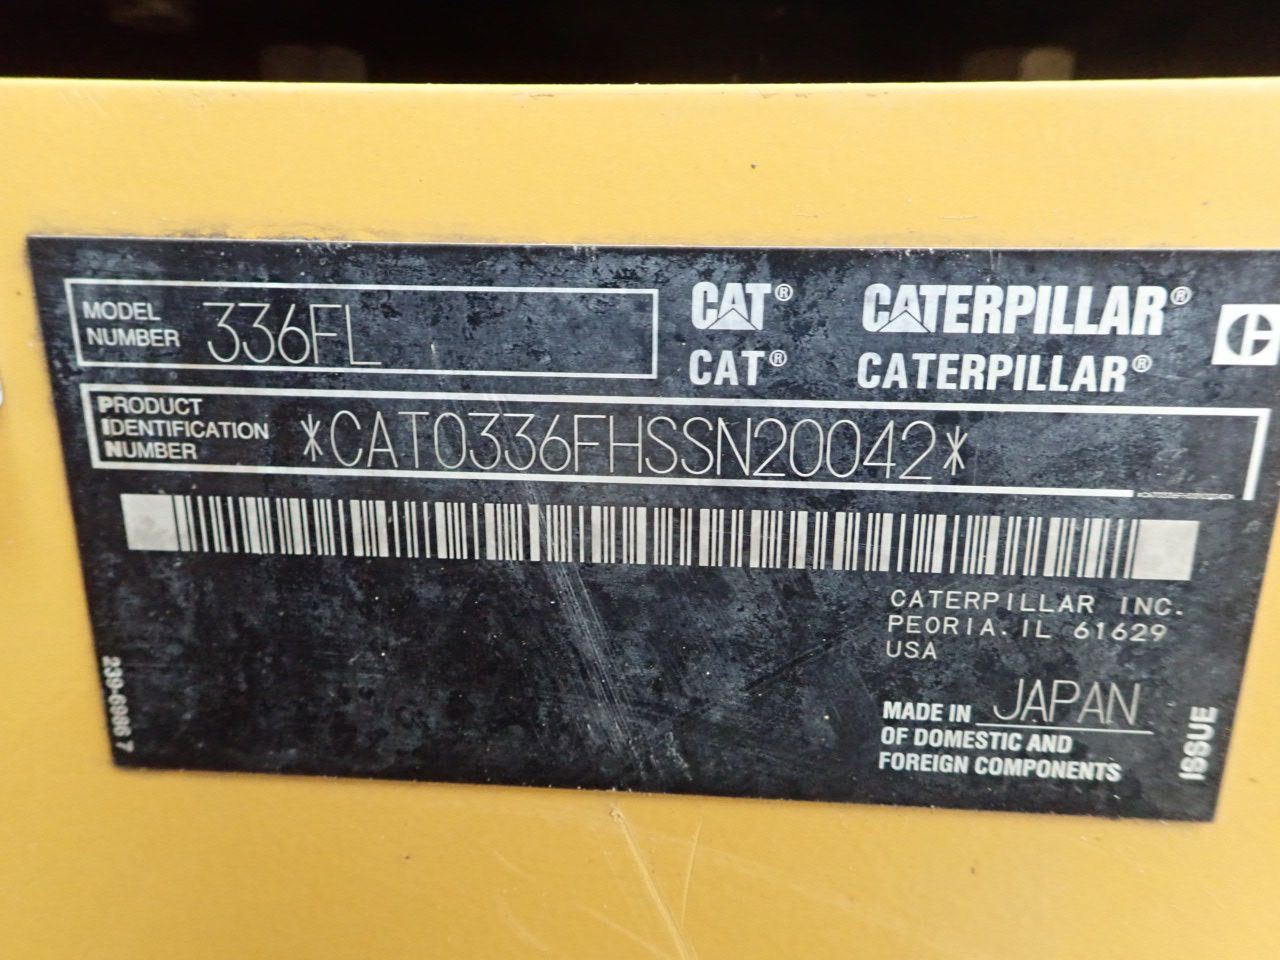 MODEL
NUMBER 336FL
CAT® CATERPILLAR®
CAT® CATERPILLAR®
PRODUCT
IDENTIFICATION
NUMBER *CAT0336FHSSN20042*
CATERPILLAR INC.
PEORIA. IL 61629
USA
MADE IN JAPAN
OF DOMESTIC AND
FOREIGN COMPONENTS
ISSUE